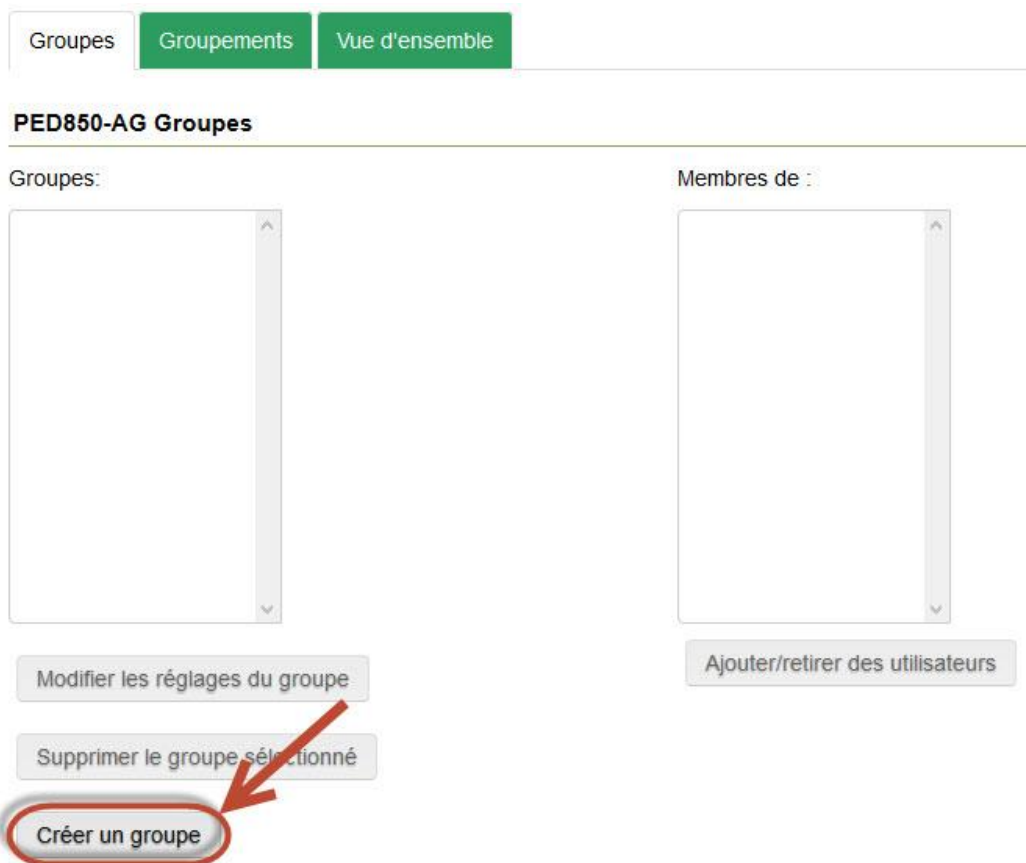 Groupes Groupements Vue d'ensemble
PED850-AG Groupes
Groupes: Membres de :
Modifier les réglages du groupe Ajouter/retirer des utilisateurs
Supprimer le groupe sélectionné
Créer un groupe